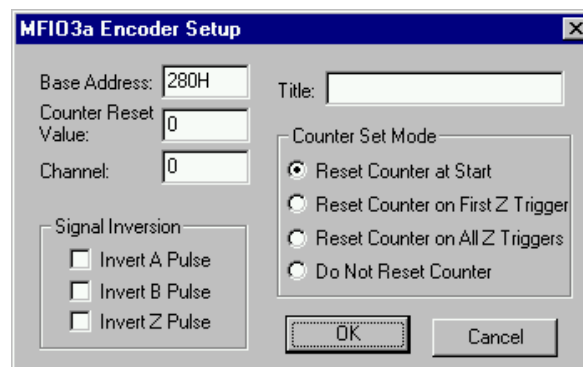 MFIO3a Encoder Setup
Base Address: 280H
Counter Reset
Value: 0
Channel: 0
Signal Inversion
Invert A Pulse
Invert B Pulse
Invert Z Pulse
Title:
Counter Set Mode
Reset Counter at Start
Reset Counter on First Z Trigger
Reset Counter on All Z Triggers
Do Not Reset Counter
OK
Cancel